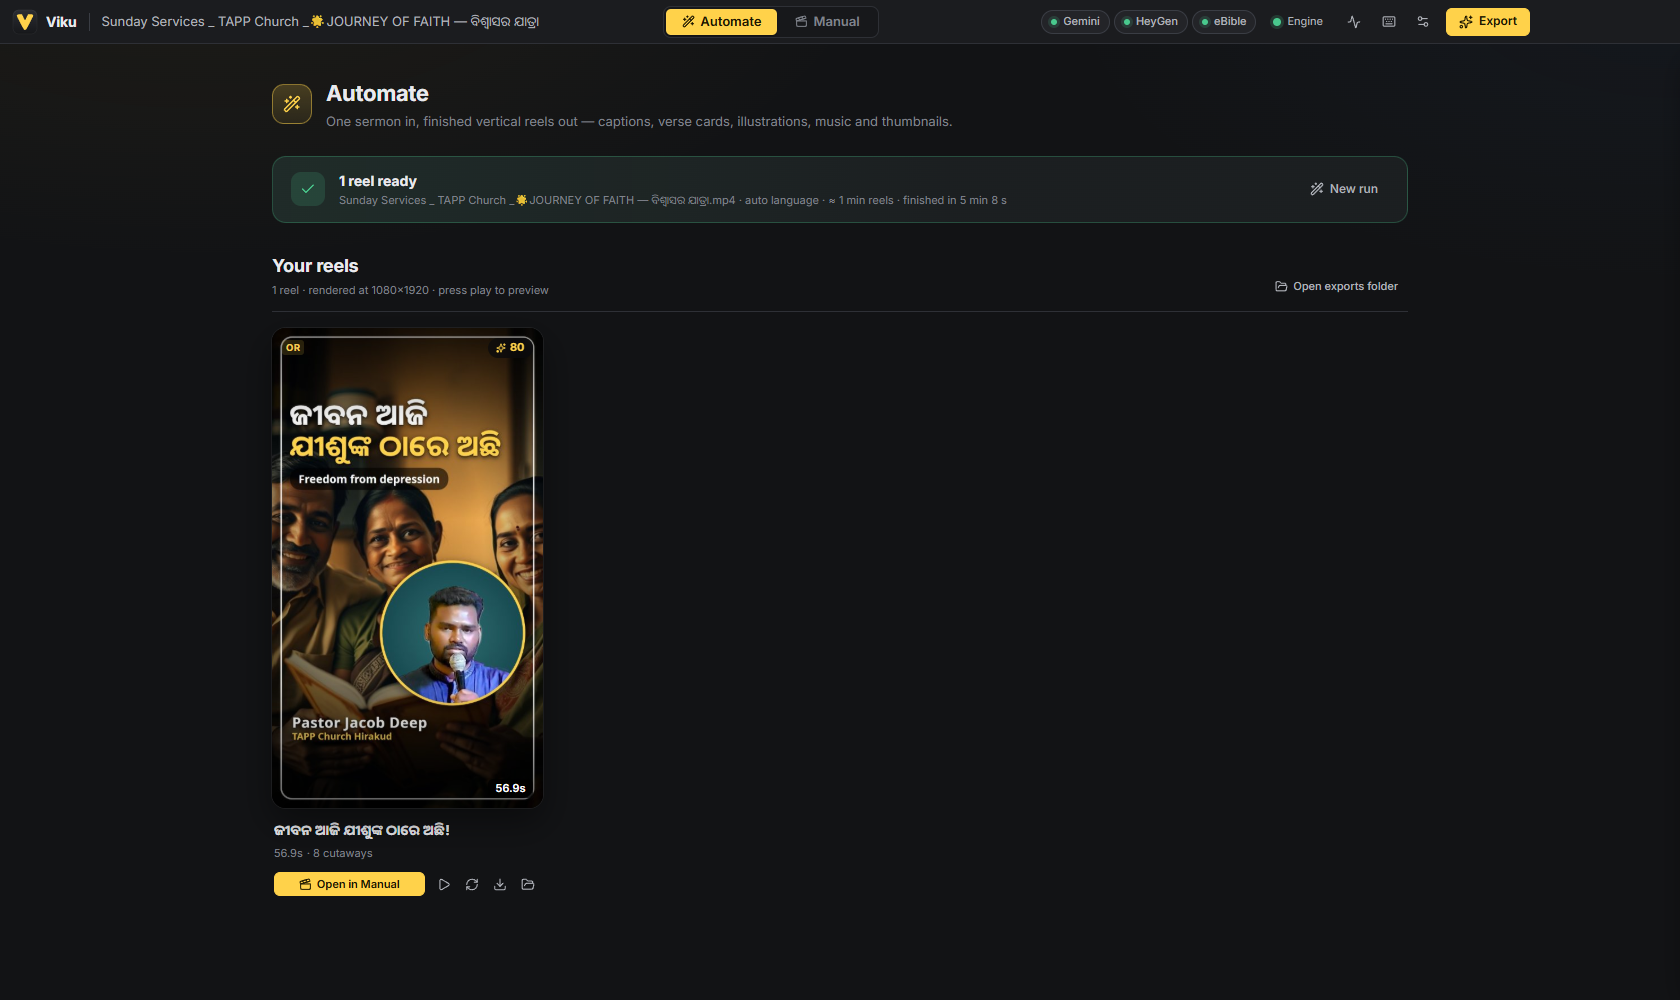 Viku
Sunday Services _ TAPP Church _🌟JOURNEY OF FAITH — ବିଶ୍ୱାସର ଯାତ୍ରା
Automate
Manual
Gemini
HeyGen
eBible
Engine
Export
Automate
One sermon in, finished vertical reels out — captions, verse cards, illustrations, music and thumbnails.
1 reel ready
Sunday Services _ TAPP Church _🌟JOURNEY OF FAITH — ବିଶ୍ୱାସର ଯାତ୍ରା.mp4 · auto language · ≈ 1 min reels · finished in 5 min 8 s
New run
Your reels
1 reel · rendered at 1080×1920 · press play to preview
Open exports folder
OR
80
ଜୀବନ ଆଜି
ଯୀଶୁଙ୍କ ଠାରେ ଅଛି
Freedom from depression
Pastor Jacob Deep
TAPP Church Hirakud
56.9s
ଜୀବନ ଆଜି ଯୀଶୁଙ୍କ ଠାରେ ଅଛି!
56.9s · 8 cutaways
Open in Manual